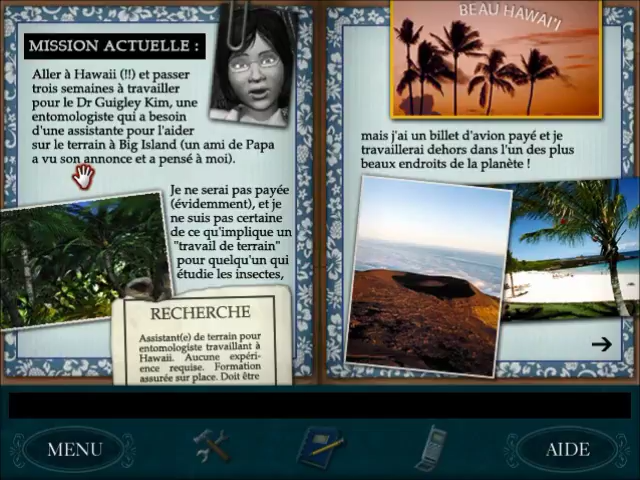 MISSION ACTUELLE :
Aller à Hawaii (!!) et passer
trois semaines à travailler
pour le Dr Guigley Kim, une
entomologiste qui a besoin
d'une assistante pour l'aider
sur le terrain à Big Island (un ami de Papa
a vu son annonce et a pensé à moi).
Je ne serai pas payée
(évidemment), et je
ne suis pas certaine
de ce qu'implique un
"travail de terrain"
pour quelqu'un qui
étudie les insectes,
RECHERCHE
Assistant(e) de terrain pour
entomologiste travaillant à
Hawaii. Aucune expéri-
ence requise. Formation
assurée sur place. Doit être
BEAU HAWAI'I
mais j'ai un billet d'avion payé et je
travaillerai dehors dans l'un des plus
beaux endroits de la planète !
MENU
AIDE